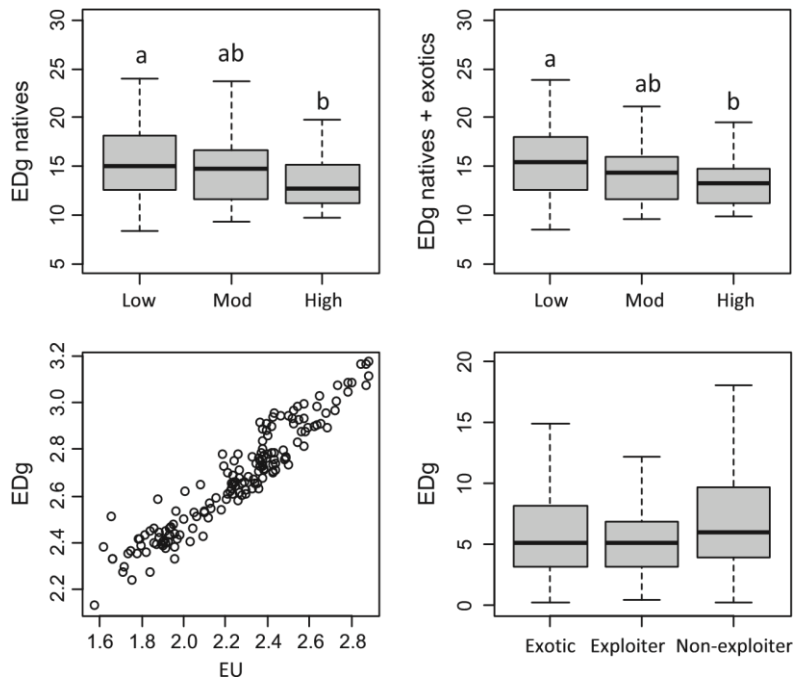 EDg natives
30
25
20
15
10
5
a
ab
b
Low Mod High
EDg natives + exotics
30
25
20
15
10
5
a
ab
b
Low Mod High
EDg
3.2
3.0
2.8
2.6
2.4
2.2
1.6 1.8 2.0 2.2 2.4 2.6 2.8
EU
EDg
20
15
10
5
0
Exotic Exploiter Non-exploiter